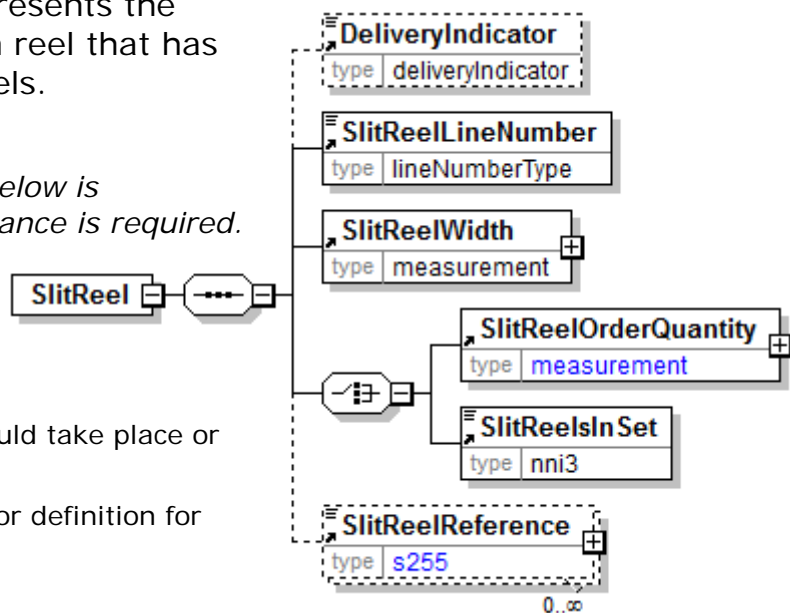 presents the
reel that has
els.
elow is
ance is required.
uld take place or
or definition for
SlitReel
DeliveryIndicator
type deliveryIndicator
SlitReelLineNumber
type lineNumberType
SlitReelWidth
type measurement
SlitReelOrderQuantity
type measurement
SlitReelsInSet
type nni3
SlitReelReference
type s255
0..∞